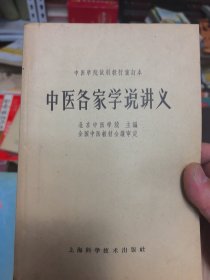 中医学院试用教材重订本
中医各家学说讲义
北京中医学院 主编
全国中医教材会议审定
上海科学技术出版社